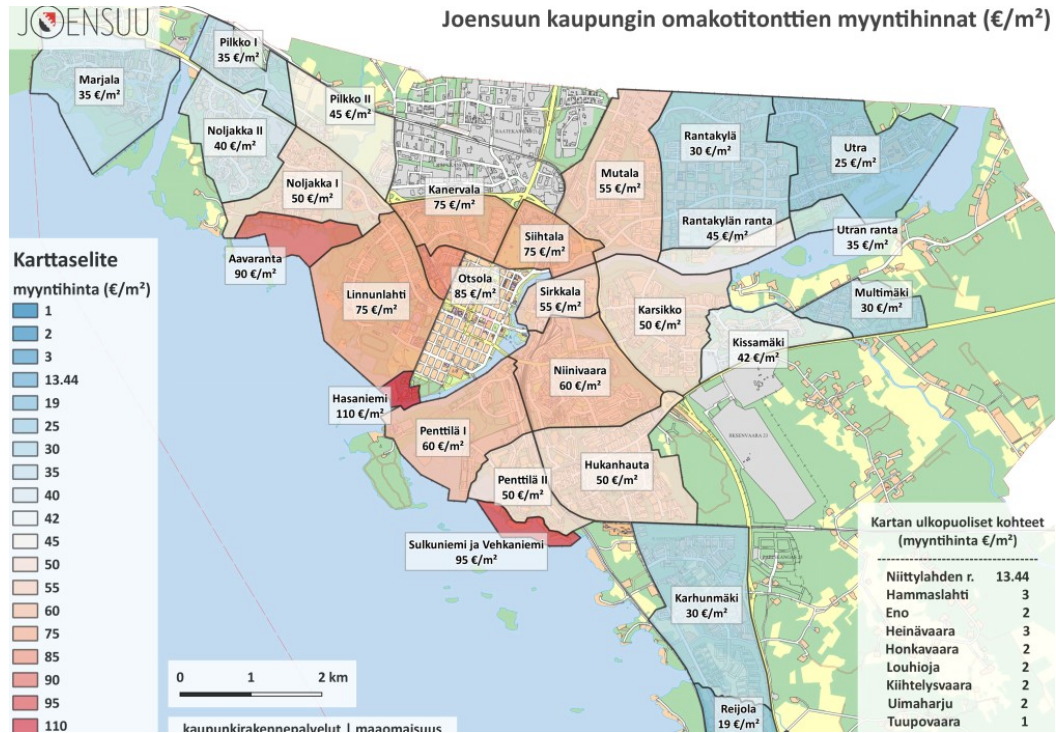 JOENSUU
Joensuun kaupungin omakotitonttien myyntihinnat (€/m²)
Pilkko I
35 €/m²
Marjala
35 €/m²
Pilkko II
45 €/m²
Noljakka II
40 €/m²
Rantakylä
30 €/m²
Utra
25 €/m²
Mutala
55 €/m²
Noljakka I
50 €/m²
Kanervala
75 €/m²
Rantakylän ranta
45 €/m²
Siihtala
75 €/m²
Utran ranta
35 €/m²
Aavaranta
90 €/m²
Otsola
85 €/m²
Linnunlahti
75 €/m²
Sirkkala
55 €/m²
Karsikko
50 €/m²
Multimäki
30 €/m²
Kissamäki
42 €/m²
Niinivaara
60 €/m²
Hasaniemi
110 €/m²
Penttilä I
60 €/m²
Hukanhauta
50 €/m²
Penttilä II
50 €/m²
Sulkuniemi ja Vehkaniemi
95 €/m²
Karhunmäki
30 €/m²
Reijola
19 €/m²
Karttaselite
myyntihinta (€/m²)
1
2
3
13.44
19
25
30
35
40
42
45
50
55
60
75
85
90
95
110
0 1 2 km
kaupunkirakennepalvelut | maaomaisuus
Kartan ulkopuoliset kohteet
(myyntihinta €/m²)
Niittylahden r. 13.44
Hammaslahti 3
Eno 2
Heinävaara 3
Honkavaara 2
Louhioja 2
Kiihtelysvaara 2
Uimaharju 2
Tuupovaara 1